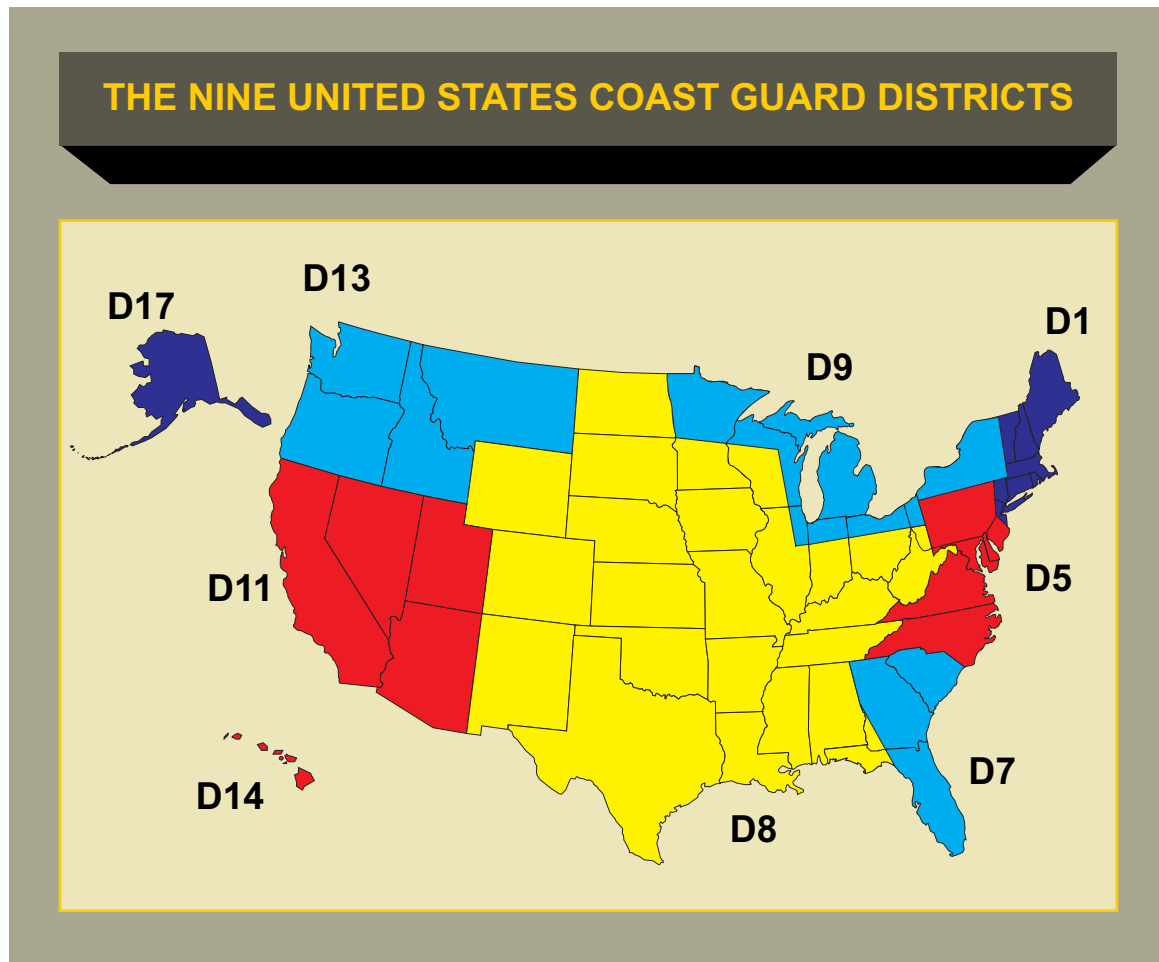 THE NINE UNITED STATES COAST GUARD DISTRICTS
D13
D17
D1
D9
D11
D5
D14
D7
D8